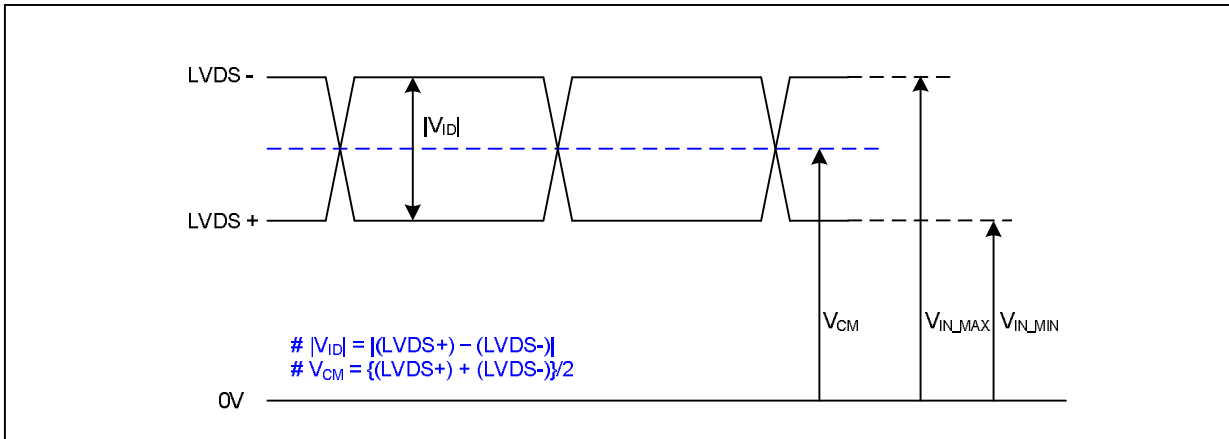 LVDS -
|VID|
LVDS +
VCM
VIN_MAX
VIN_MIN
# |VID| = |(LVDS+) – (LVDS-)|
# VCM = {(LVDS+) + (LVDS-)}/2
0V